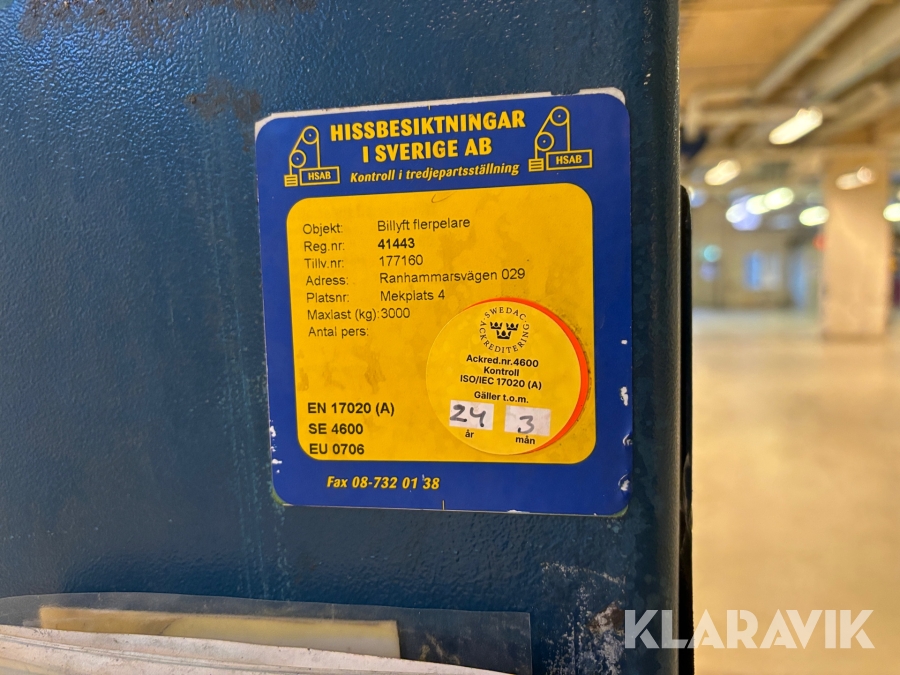 HISSBESIKTNINGAR
I SVERIGE AB
Kontroll i tredjepartsställning
HSAB
HSAB
Objekt: Billyft flerpelare
Reg.nr: 41443
Tillv.nr: 177160
Adress: Ranhammarsvägen 029
Platsnr: Mekplats 4
Maxlast (kg):3000
Antal pers:
EN 17020 (A)
SE 4600
EU 0706
SWEDAC
ACKREDITERING
Ackred.nr.4600
Kontroll
ISO/IEC 17020 (A)
Gäller t.o.m.
24 3
år mån
Fax 08-732 01 38
KLARAVIK